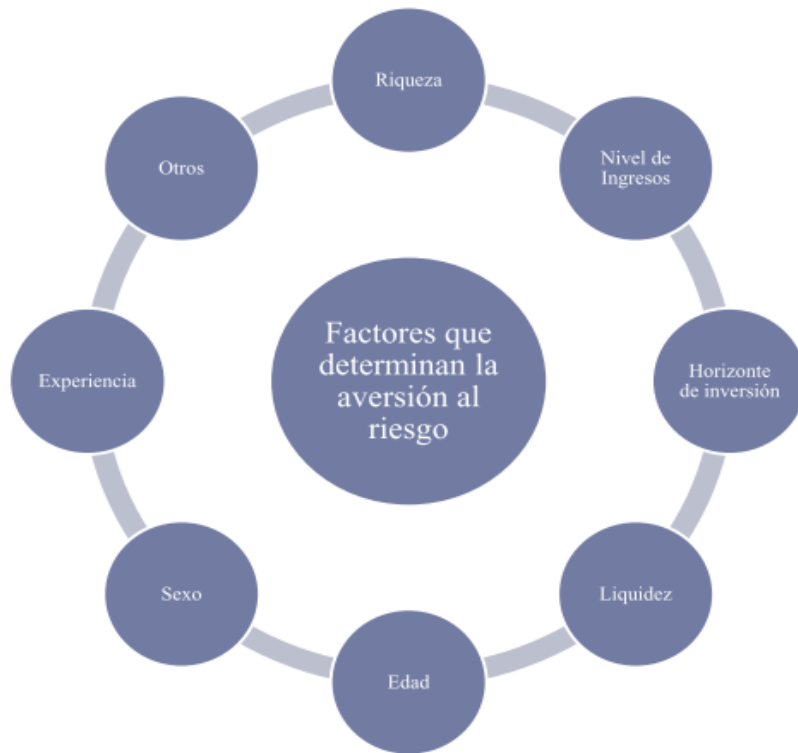 Riqueza
Nivel de
Ingresos
Horizonte
de inversión
Liquidez
Edad
Sexo
Experiencia
Otros
Factores que
determinan la
aversión al
riesgo